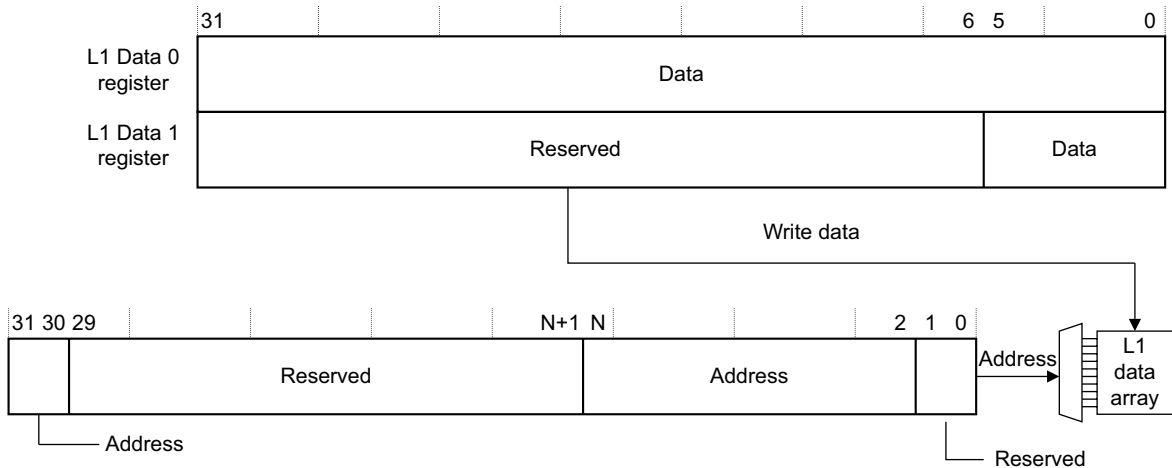 31 6 5 0
L1 Data 0
register
Data
L1 Data 1
register
Reserved Data
Write data
31 30 29 N+1 N 2 1 0
Reserved Address
Address
L1
data
array
Address
Reserved